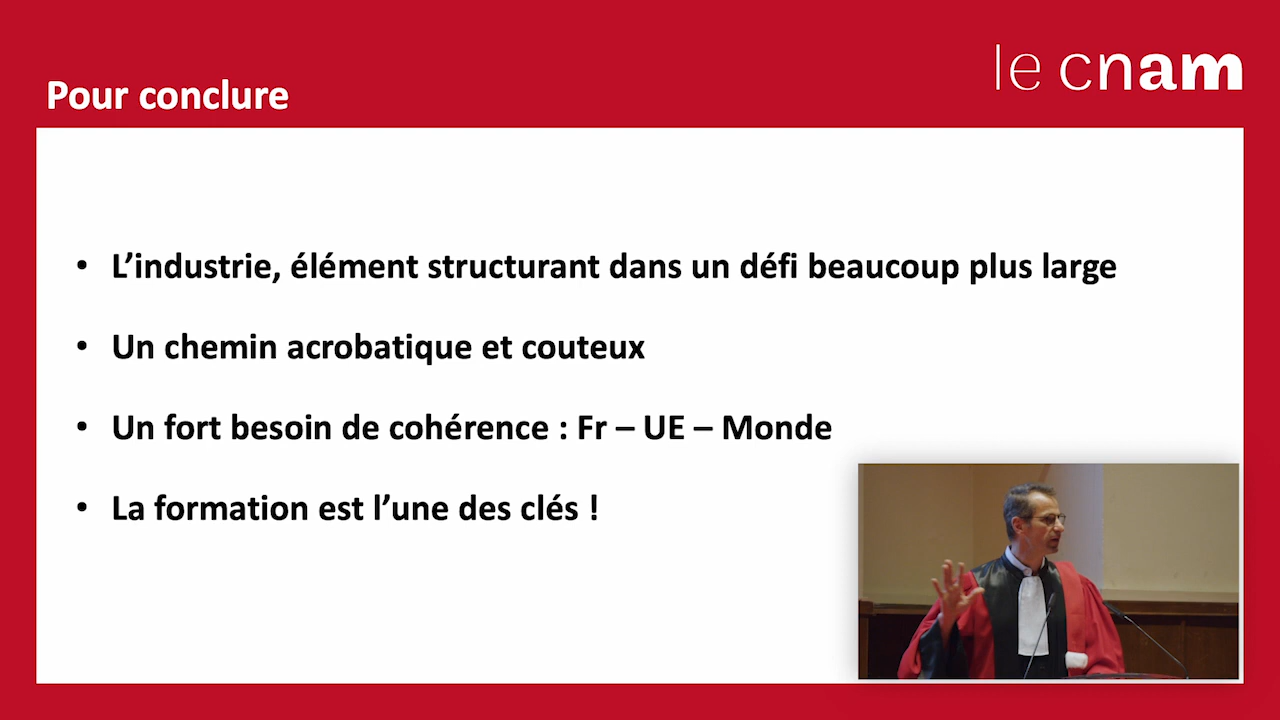 le cnam
Pour conclure
• L’industrie, élément structurant dans un défi beaucoup plus large
• Un chemin acrobatique et couteux
• Un fort besoin de cohérence : Fr – UE – Monde
• La formation est l’une des clés !